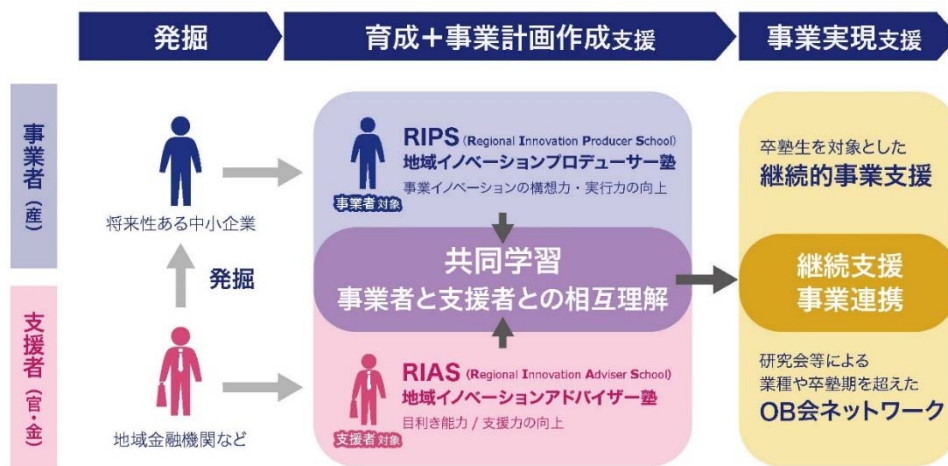 発掘
育成＋事業計画作成支援
事業実現支援
事業者（産）
将来性ある中小企業
発掘
支援者（官・金）
地域金融機関など
RIPS (Regional Innovation Producer School)
地域イノベーションプロデューサー塾
事業イノベーションの構想力・実行力の向上
事業者対象
共同学習
事業者と支援者との相互理解
RIAS (Regional Innovation Adviser School)
地域イノベーションアドバイザー塾
目利き能力 / 支援力の向上
支援者対象
卒塾生を対象とした
継続的事業支援
継続支援
事業連携
研究会等による
業種や卒塾期を超えた
OB会ネットワーク